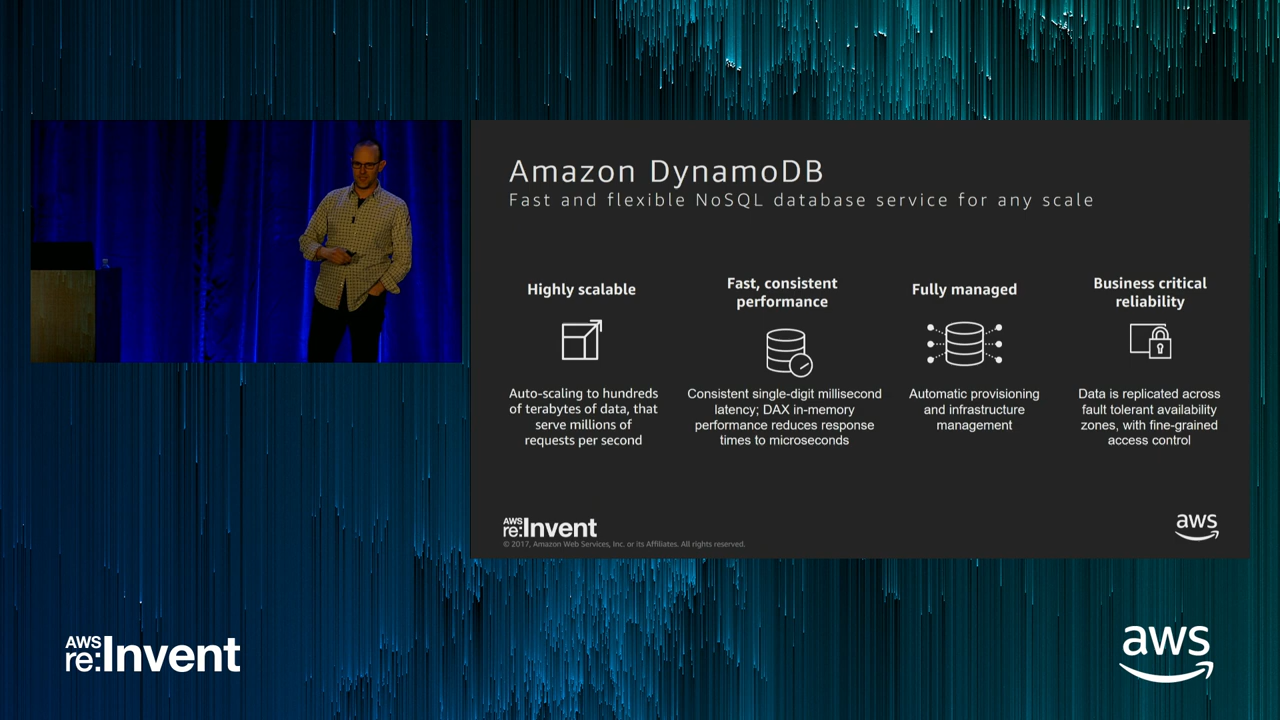 Amazon DynamoDB
Fast and flexible NoSQL database service for any scale
Highly scalable
Auto-scaling to hundreds
of terabytes of data, that
serve millions of
requests per second
Fast, consistent
performance
Consistent single-digit millisecond
latency; DAX in-memory
performance reduces response
times to microseconds
Fully managed
Automatic provisioning
and infrastructure
management
Business critical
reliability
Data is replicated across
fault tolerant availability
zones, with fine-grained
access control
AWS
re:Invent
© 2017, Amazon Web Services, Inc. or its Affiliates. All rights reserved.
aws
AWS
re:Invent
aws